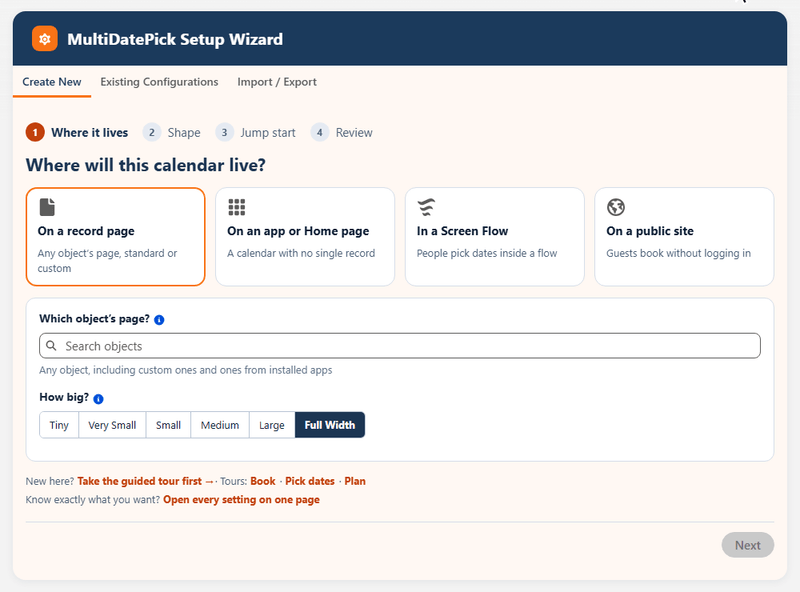 MultiDatePick Setup Wizard
Create New Existing Configurations Import / Export
1 Where it lives 2 Shape 3 Jump start 4 Review
Where will this calendar live?
On a record page
Any object's page, standard or
custom
On an app or Home page
A calendar with no single record
In a Screen Flow
People pick dates inside a flow
On a public site
Guests book without logging in
Which object's page?
Search objects
Any object, including custom ones and ones from installed apps
How big?
Tiny Very Small Small Medium Large Full Width
New here? Take the guided tour first → · Tours: Book · Pick dates · Plan
Know exactly what you want? Open every setting on one page
Next